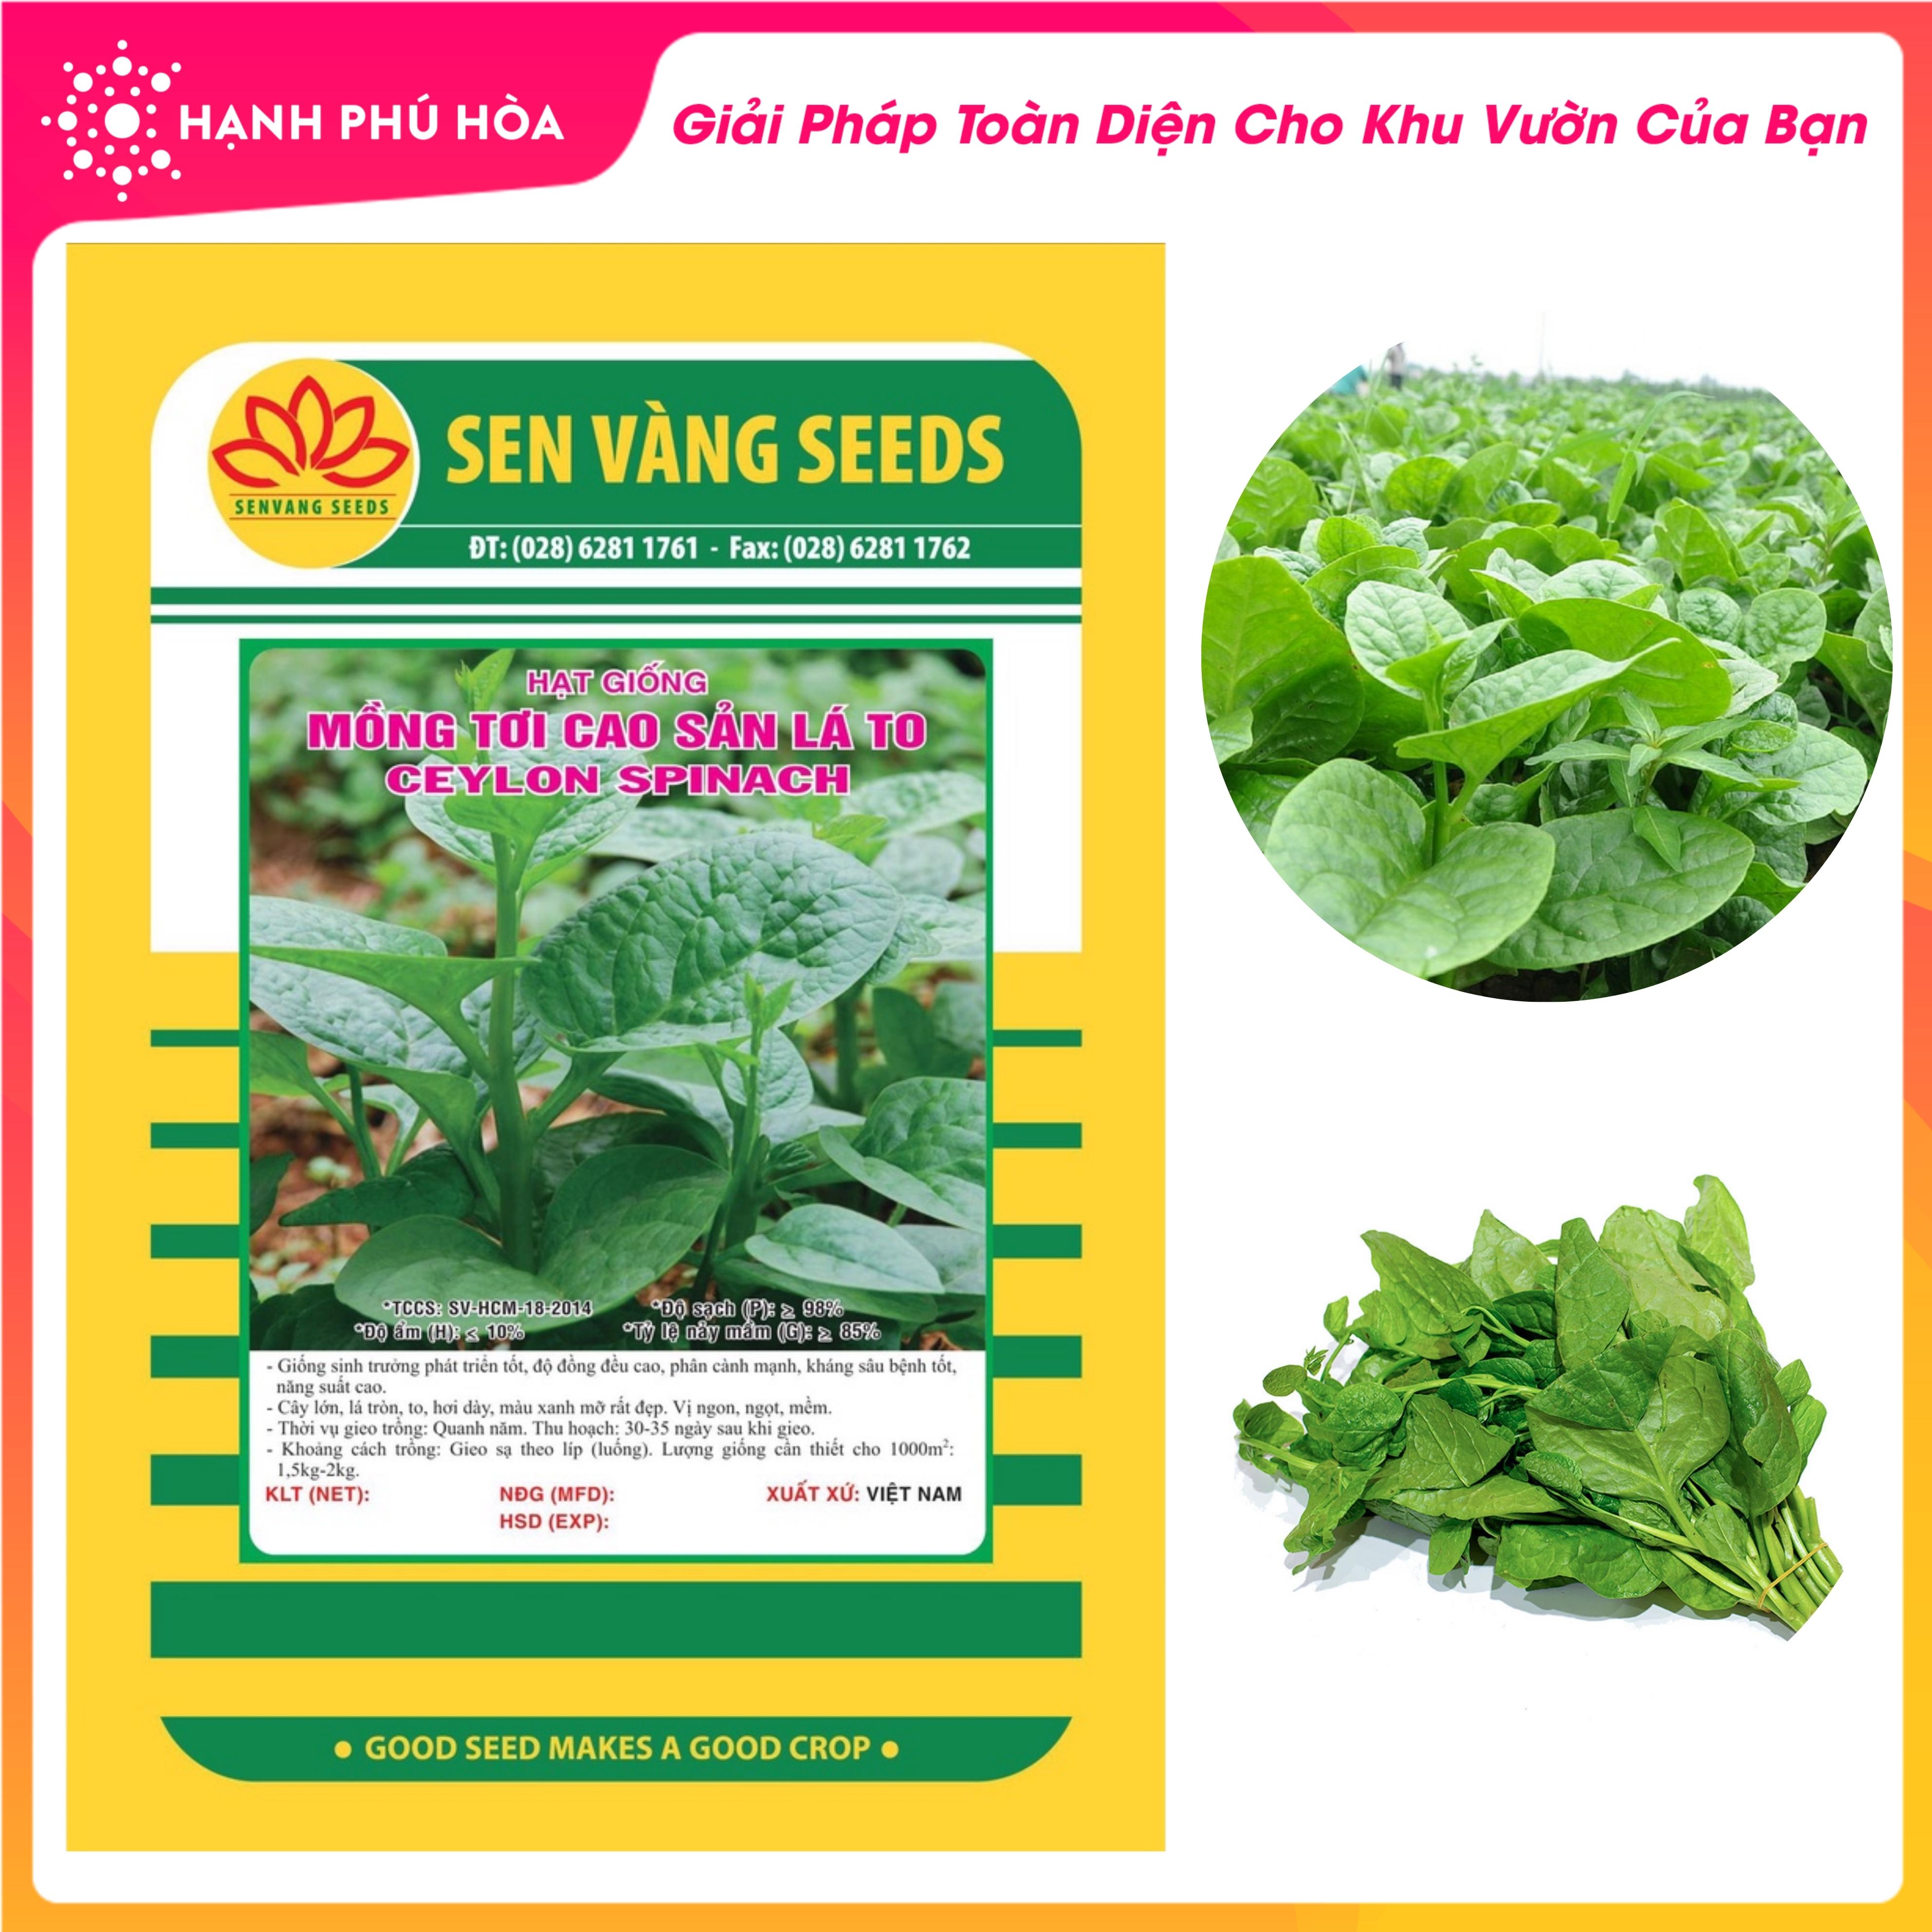 HẠNH PHÚ HÒA
Giải Pháp Toàn Diện Cho Khu Vườn Của Bạn
SENVANG SEEDS
SEN VÀNG SEEDS
ĐT: (028) 6281 1761 - Fax: (028) 6281 1762
HẠT GIỐNG
MỒNG TƠI CAO SẢN LÁ TO
CEYLON SPINACH
*TCCS: SV-HCM-18-2014 *Độ sạch (P): ≥ 98%
*Độ ẩm (H): ≤ 10% *Tỷ lệ nảy mầm (G): ≥ 85%
- Giống sinh trưởng phát triển tốt, độ đồng đều cao, phân cành mạnh, kháng sâu bệnh tốt,
năng suất cao.
- Cây lớn, lá tròn, to, hơi dày, màu xanh mỡ rất đẹp. Vị ngon, ngọt, mềm.
- Thời vụ gieo trồng: Quanh năm. Thu hoạch: 30-35 ngày sau khi gieo.
- Khoảng cách trồng: Gieo sạ theo líp (luống). Lượng giống cần thiết cho 1000m²:
1,5kg-2kg.
KLT (NET): NĐG (MFD): XUẤT XỨ: VIỆT NAM
HSD (EXP):
• GOOD SEED MAKES A GOOD CROP •